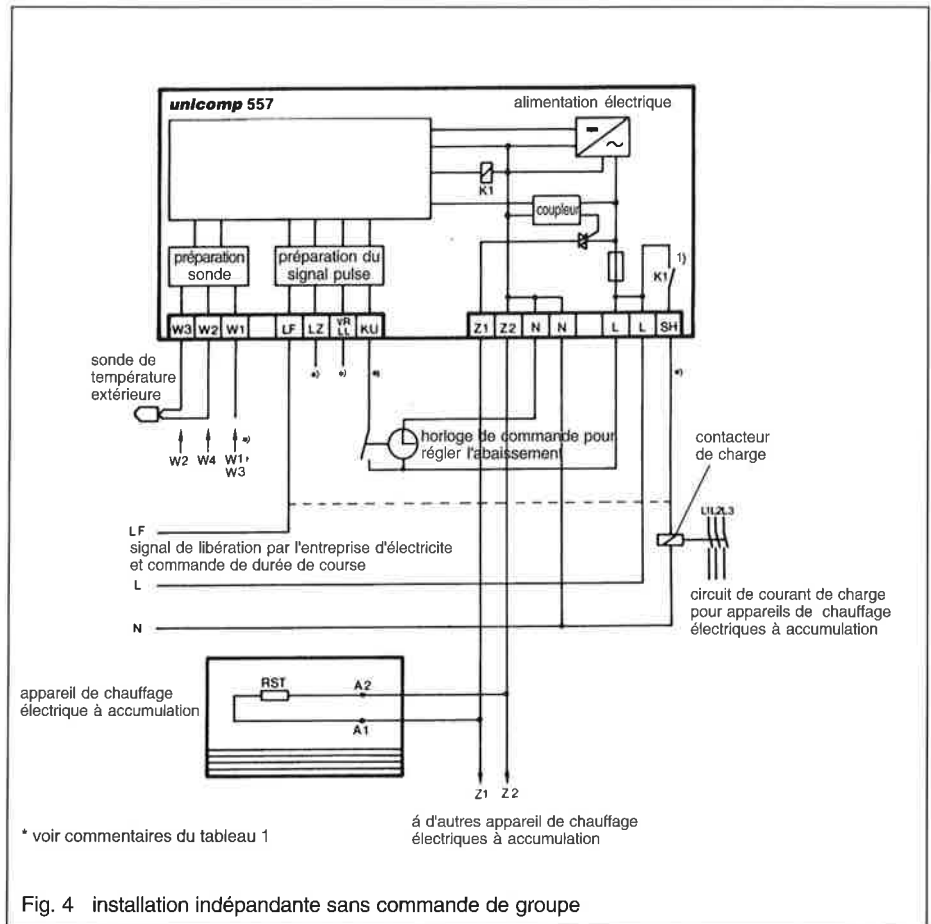 unicomp 557
alimentation électrique
K1
coupleur
préparation
sonde
préparation du
signal pulse
K1
1)
W3 W2 W1 LF LZ VR LL KU Z1 Z2 N N L L SH
sonde de
température
extérieure
*)
*)
*)
*)
W2 W4 W1,
W3
*)
horloge de commande pour
régler l'abaissement
contacteur
de charge
L1L2L3
LF
signal de libération par l'entreprise d'électricite
et commande de durée de course
L
N
circuit de courant de charge
pour appareils de chauffage
électriques à accumulation
appareil de chauffage
électrique à accumulation
RST
A2
A1
Z1 Z2
á d'autres appareil de chauffage
électriques à accumulation
* voir commentaires du tableau 1
Fig. 4 installation indépandante sans commande de groupe